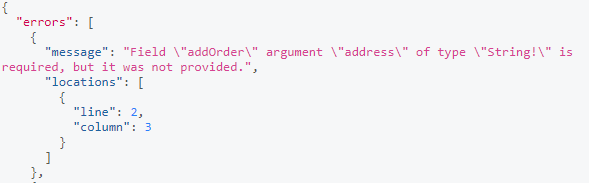 {
"errors": [
{
"message": "Field \"addOrder\" argument \"address\" of type \"String!\" is
required, but it was not provided.",
"locations": [
{
"line": 2,
"column": 3
}
]
},